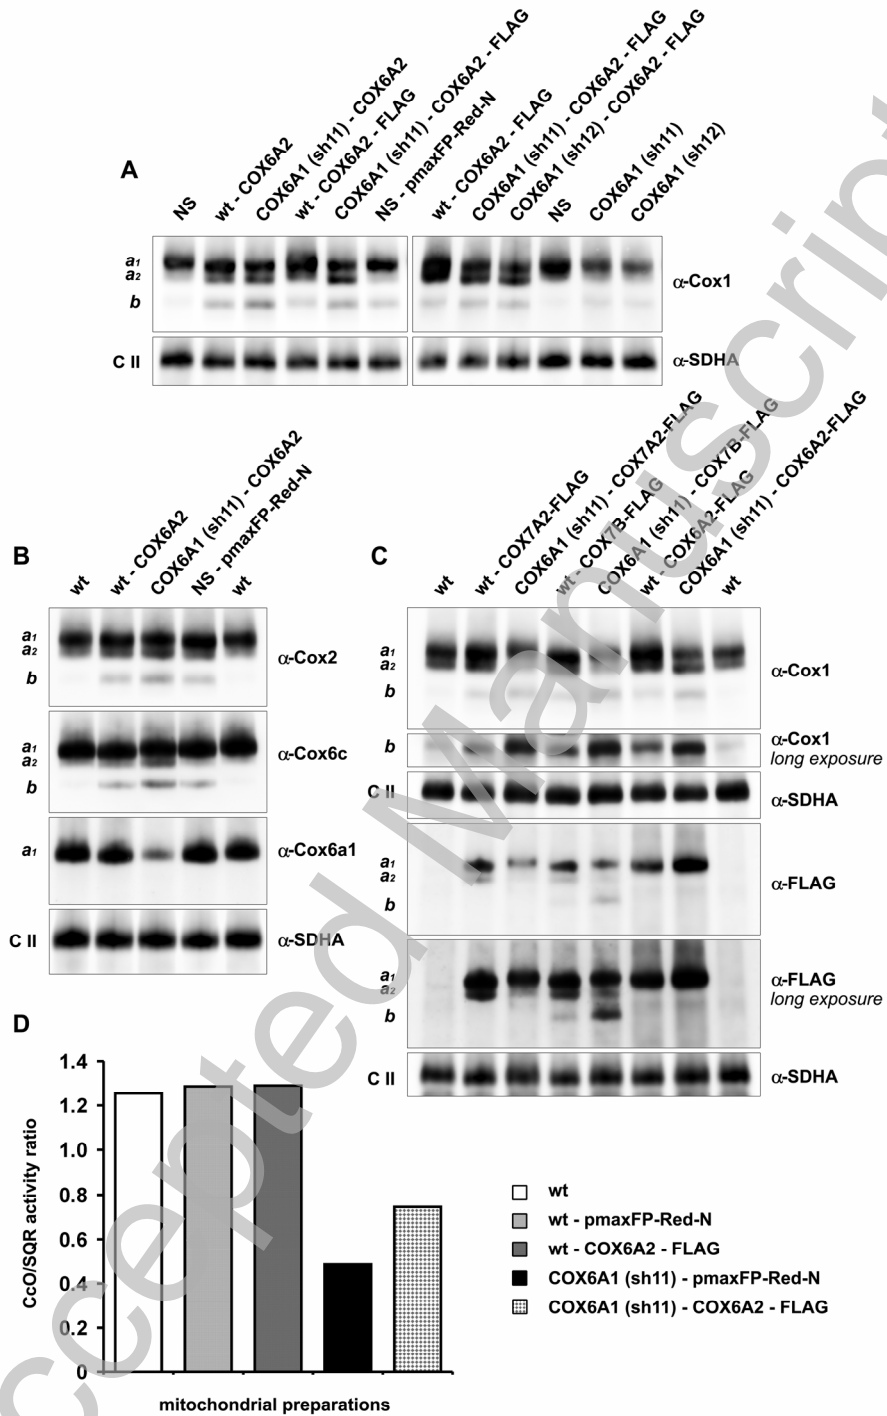 A
NS
wt - COX6A2
COX6A1 (sh11) - COX6A2
wt - COX6A2 - FLAG
COX6A1 (sh11) - COX6A2 - FLAG
NS - pmaxFP-Red-N
wt - COX6A2 - FLAG
COX6A1 (sh11) - COX6A2 - FLAG
COX6A1 (sh12) - COX6A2 - FLAG
NS
COX6A1 (sh11)
COX6A1 (sh12)
a1
a2
b
α-Cox1
C II
α-SDHA
B
wt
wt - COX6A2
COX6A1 (sh11) - COX6A2
NS - pmaxFP-Red-N
wt
a1
a2
b
α-Cox2
a1
a2
b
α-Cox6c
a1
α-Cox6a1
C II
α-SDHA
C
wt
wt - COX7A2-FLAG
COX6A1 (sh11) - COX7A2-FLAG
wt - COX7B-FLAG
COX6A1 (sh11) - COX7B-FLAG
wt - COX6A2-FLAG
COX6A1 (sh11) - COX6A2-FLAG
wt
a1
a2
b
α-Cox1
b
α-Cox1
long exposure
C II
α-SDHA
a1
a2
b
α-FLAG
a1
a2
b
α-FLAG
long exposure
C II
α-SDHA
D
CcO/SQR activity ratio
1.4
1.2
1.0
0.8
0.6
0.4
0.2
0
mitochondrial preparations
wt
wt - pmaxFP-Red-N
wt - COX6A2 - FLAG
COX6A1 (sh11) - pmaxFP-Red-N
COX6A1 (sh11) - COX6A2 - FLAG
ccepted Manuscript